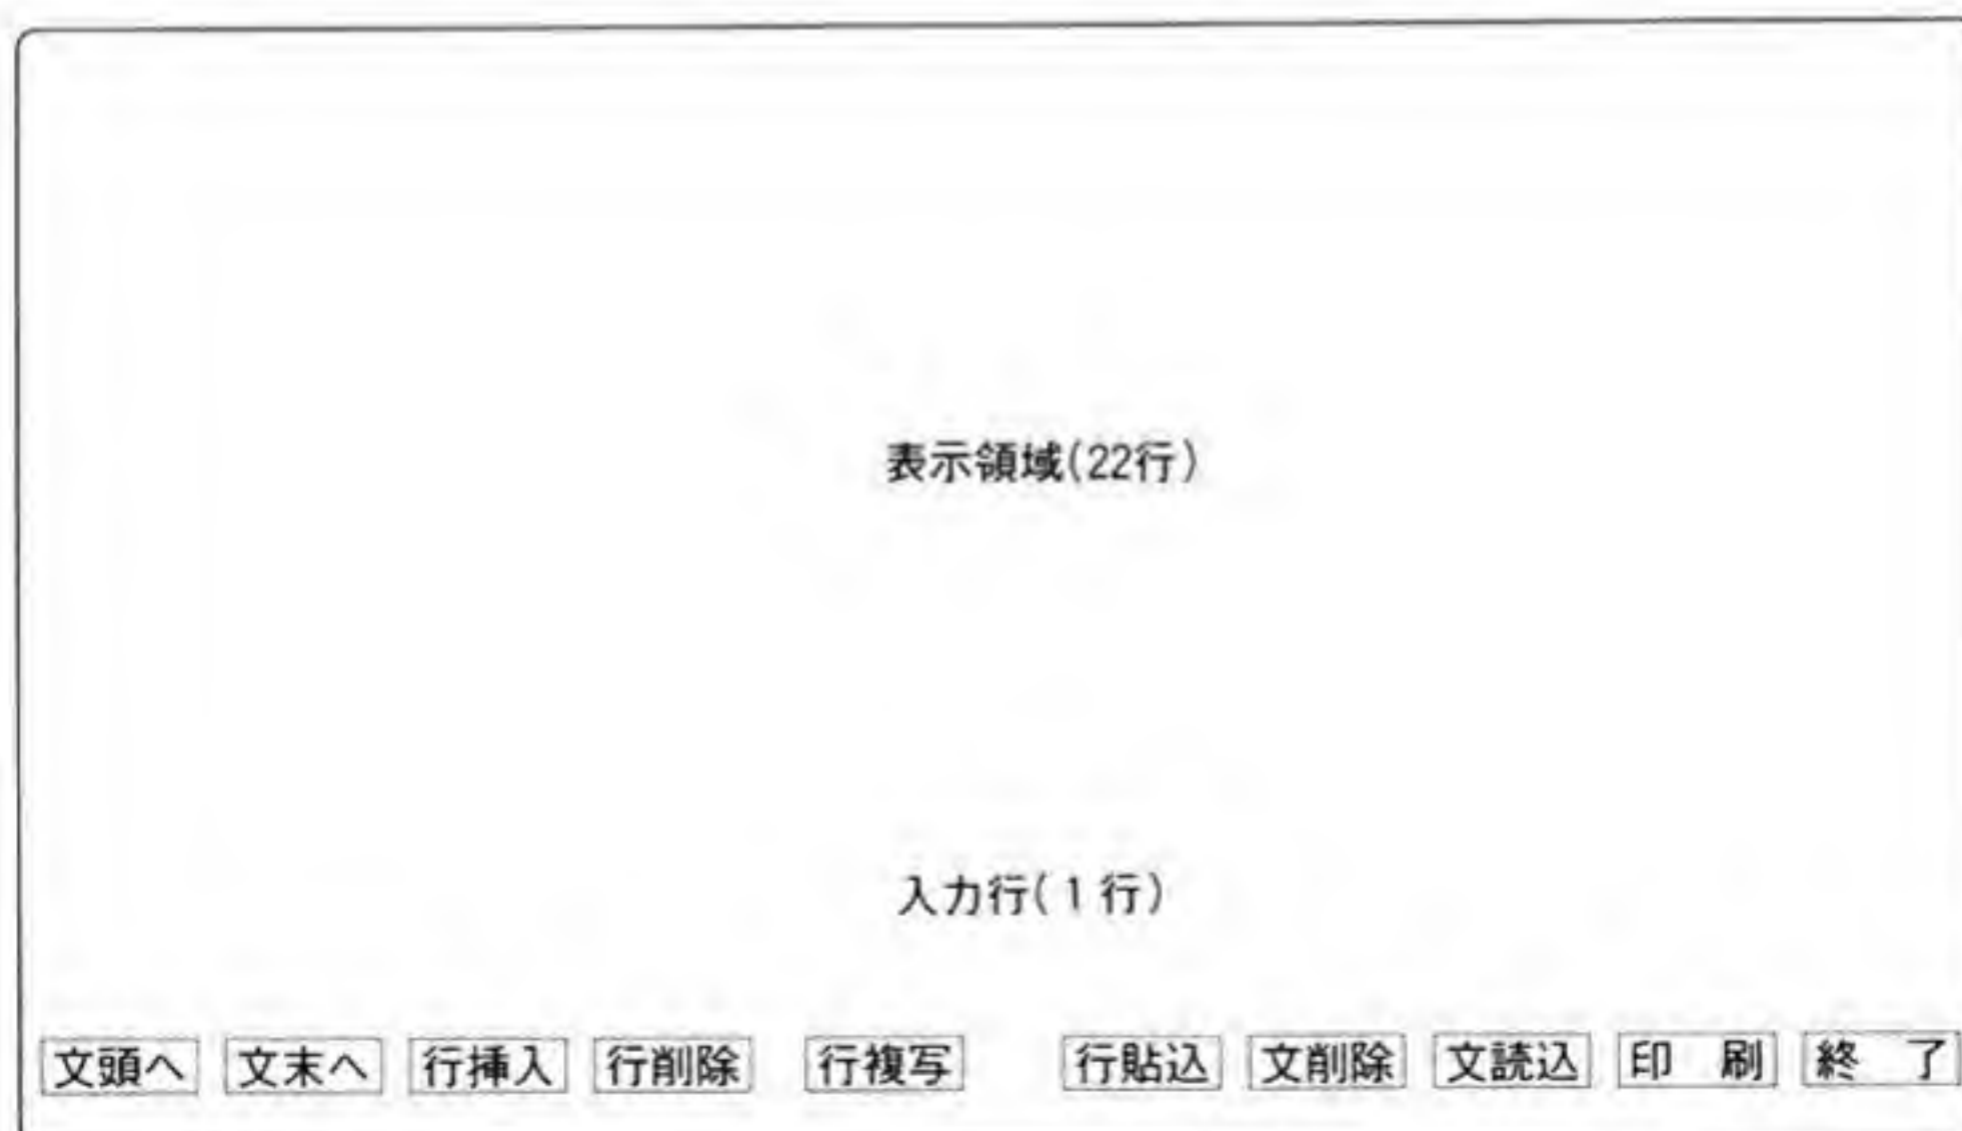 表示領域(22行)
入力行(1行)
文頭へ 文末へ 行挿入 行削除 行複写 行貼込 文削除 文読込 印 刷 終 了